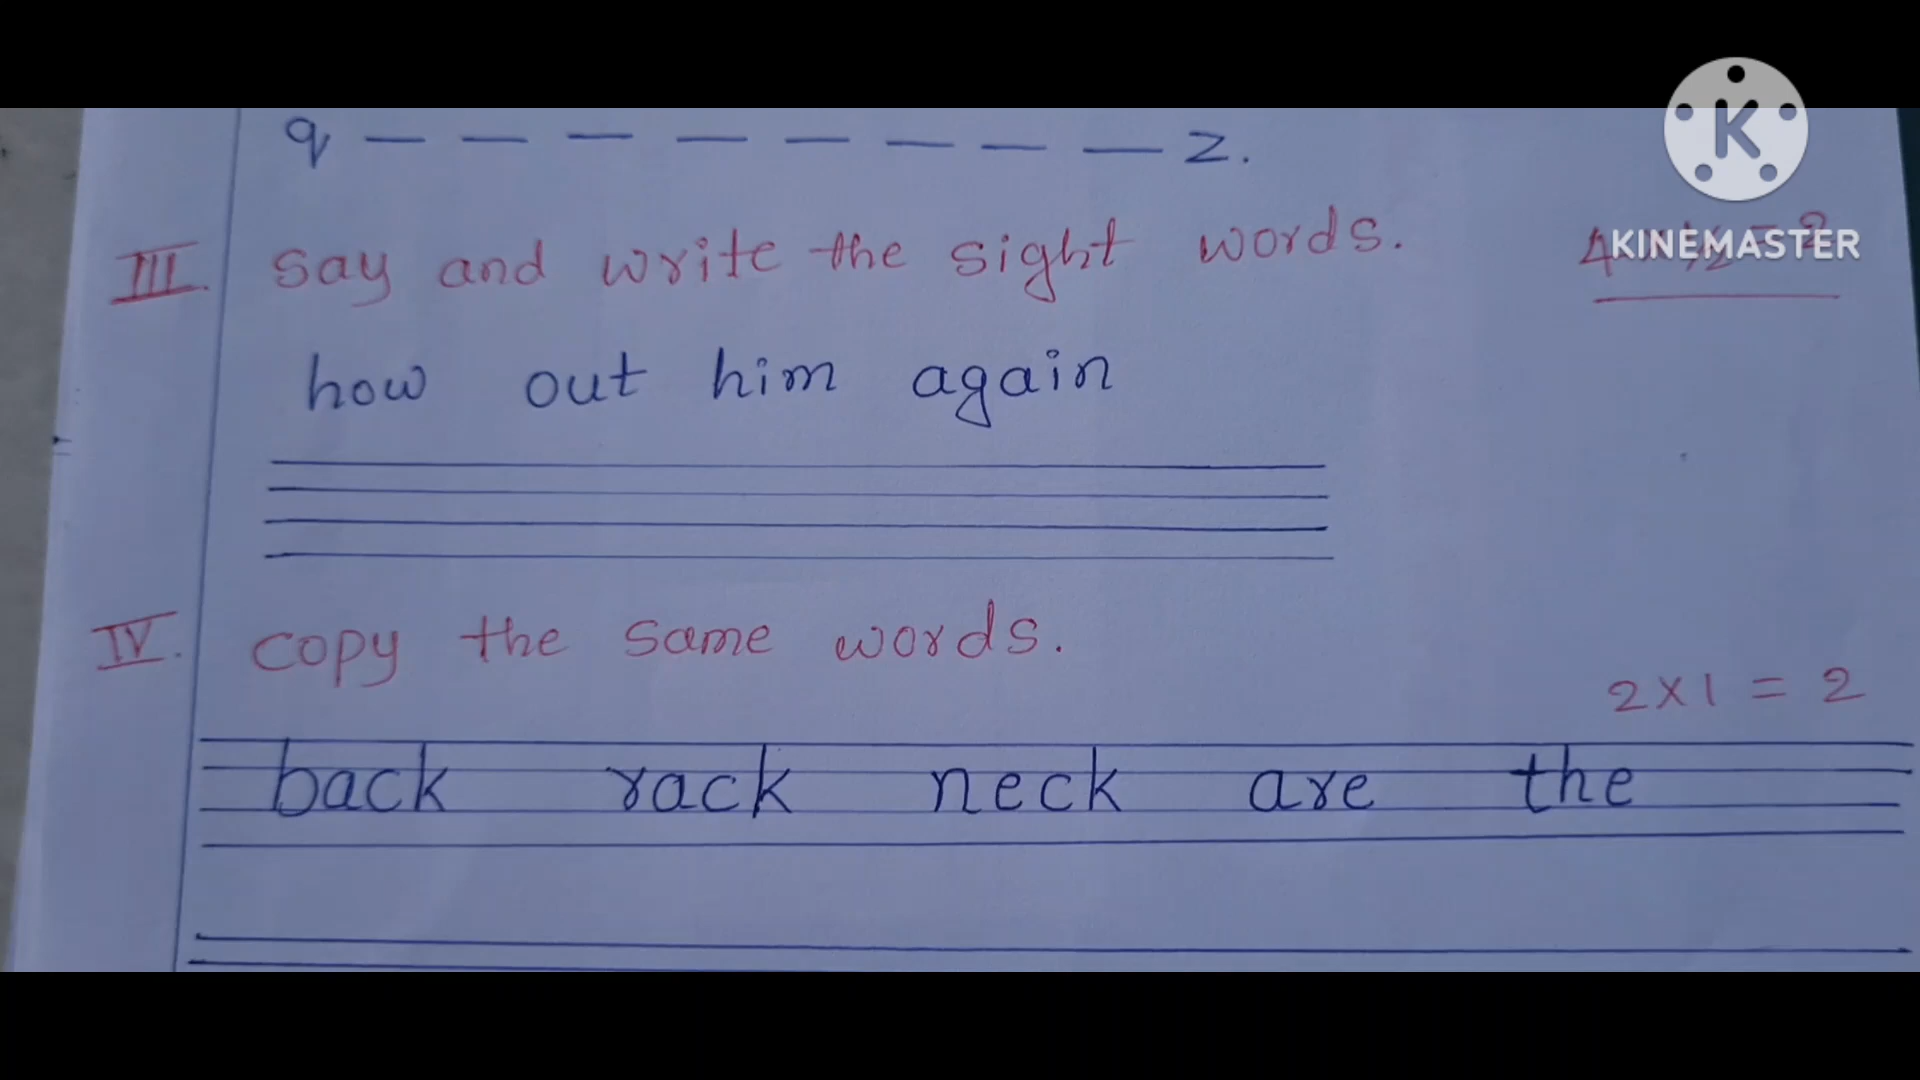 q — — — — — — — — z.
KINEMASTER
III. Say and write the sight words.
how out him again
IV. Copy the same words.
2 x 1 = 2
back rack neck are the